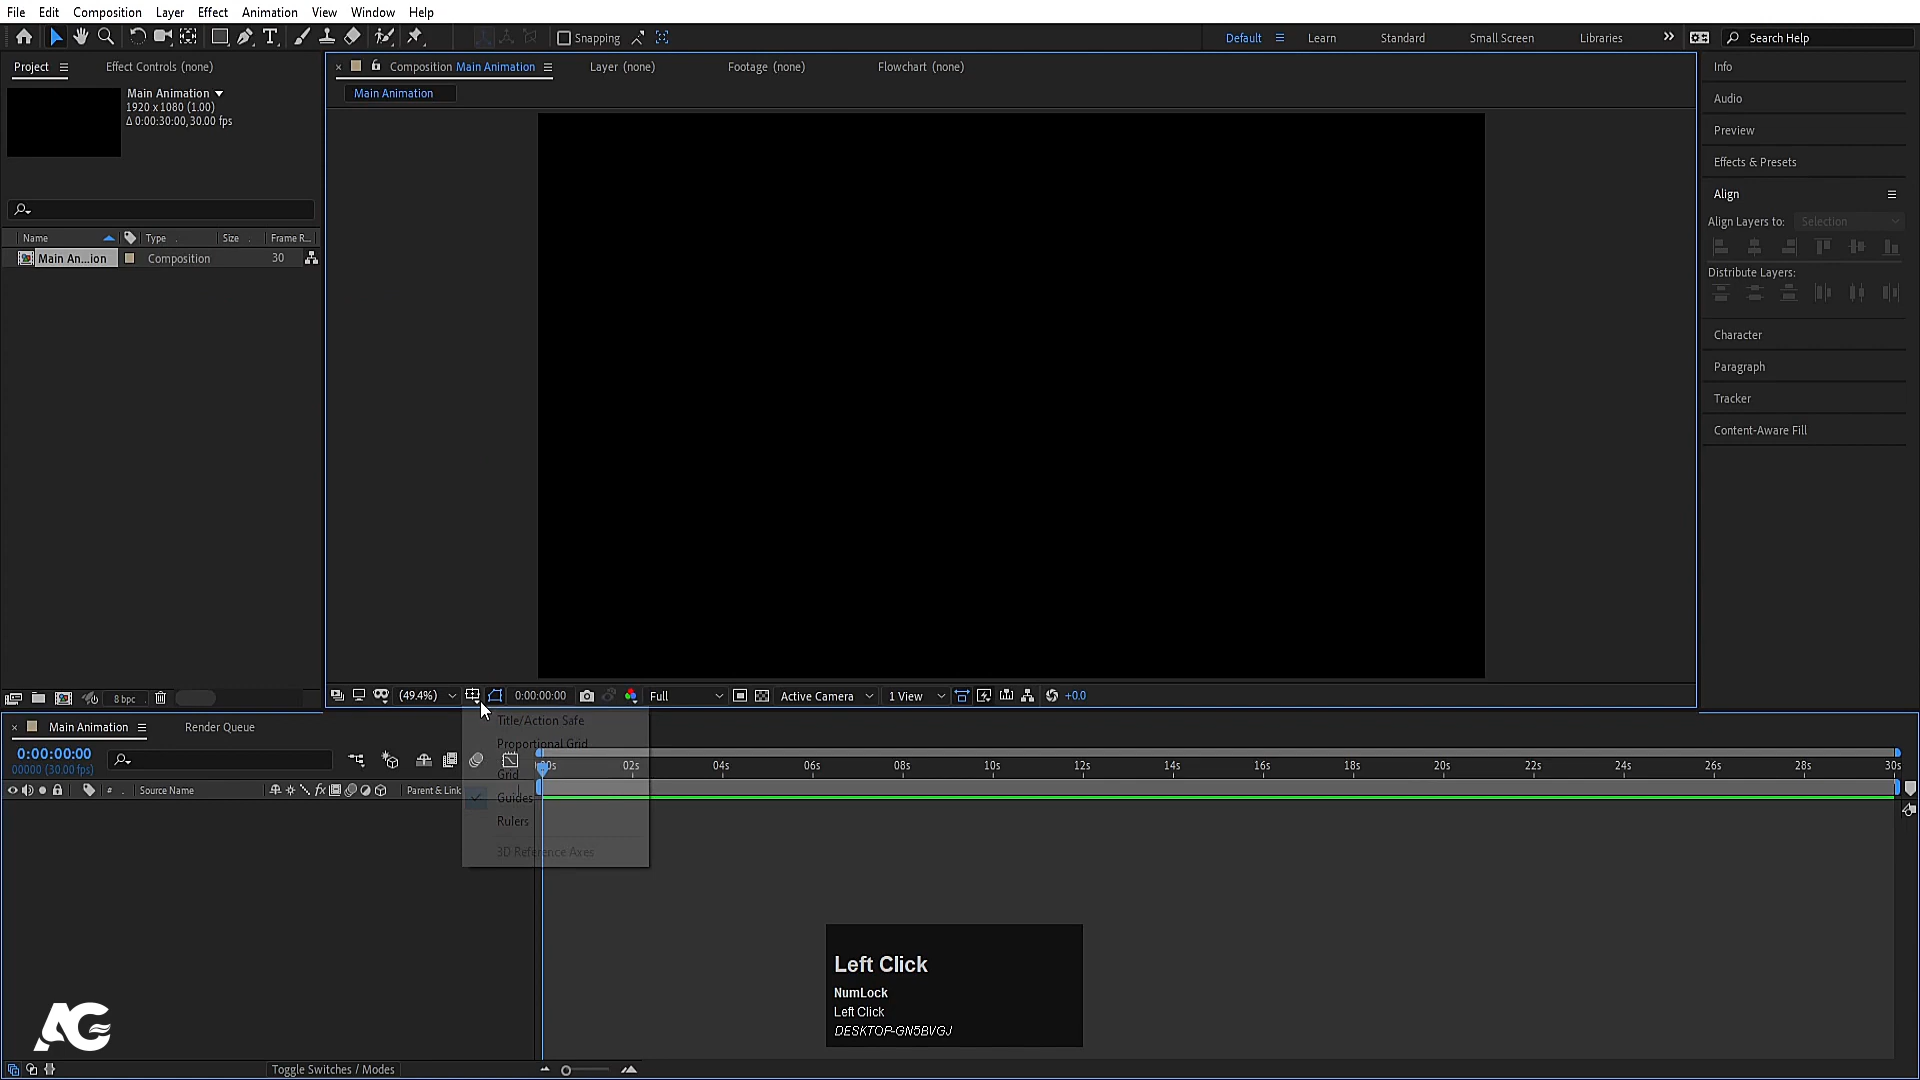 File Edit Composition Layer Effect Animation View Window Help
Snapping
Default Learn Standard Small Screen Libraries Search Help
Project Effect Controls (none)
Composition Main Animation Layer (none) Footage (none) Flowchart (none)
Main Animation
Main Animation
1920 x 1080 (1.00)
Δ 0:00:30:00, 30.00 fps
Name Type Size Frame R...
Main An...ion Composition 30
Info
Audio
Preview
Effects & Presets
Align
Align Layers to: Selection
Distribute Layers:
Character
Paragraph
Tracker
Content-Aware Fill
8 bpc
(49.4%) 0:00:00:00 Full Active Camera 1 View +0.0
Title/Action Safe
Proportional Grid
Grid
Guides
Rulers
3D Reference Axes
Main Animation Render Queue
0:00:00:00
00000 (30.00 fps)
00s 02s 04s 06s 08s 10s 12s 14s 16s 18s 20s 22s 24s 26s 28s 30s
# Source Name fx Parent & Link
Left Click
NumLock
Left Click
DESKTOP-GN5BVGJ
AG
Toggle Switches / Modes